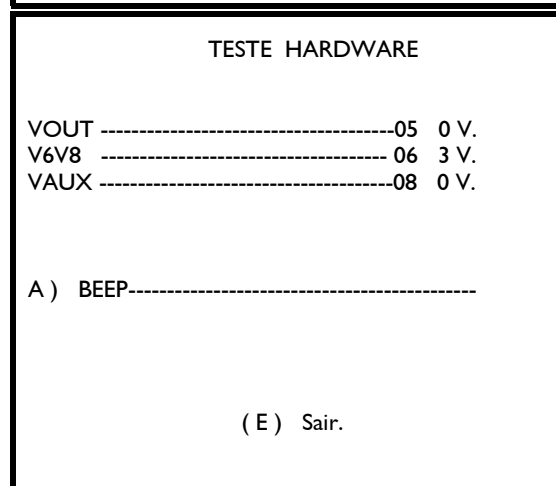 TESTE HARDWARE
VOUT --------------------------------------05 0 V.
V6V8 ------------------------------------- 06 3 V.
VAUX --------------------------------------08 0 V.
A ) BEEP---------------------------------------------
( E ) Sair.